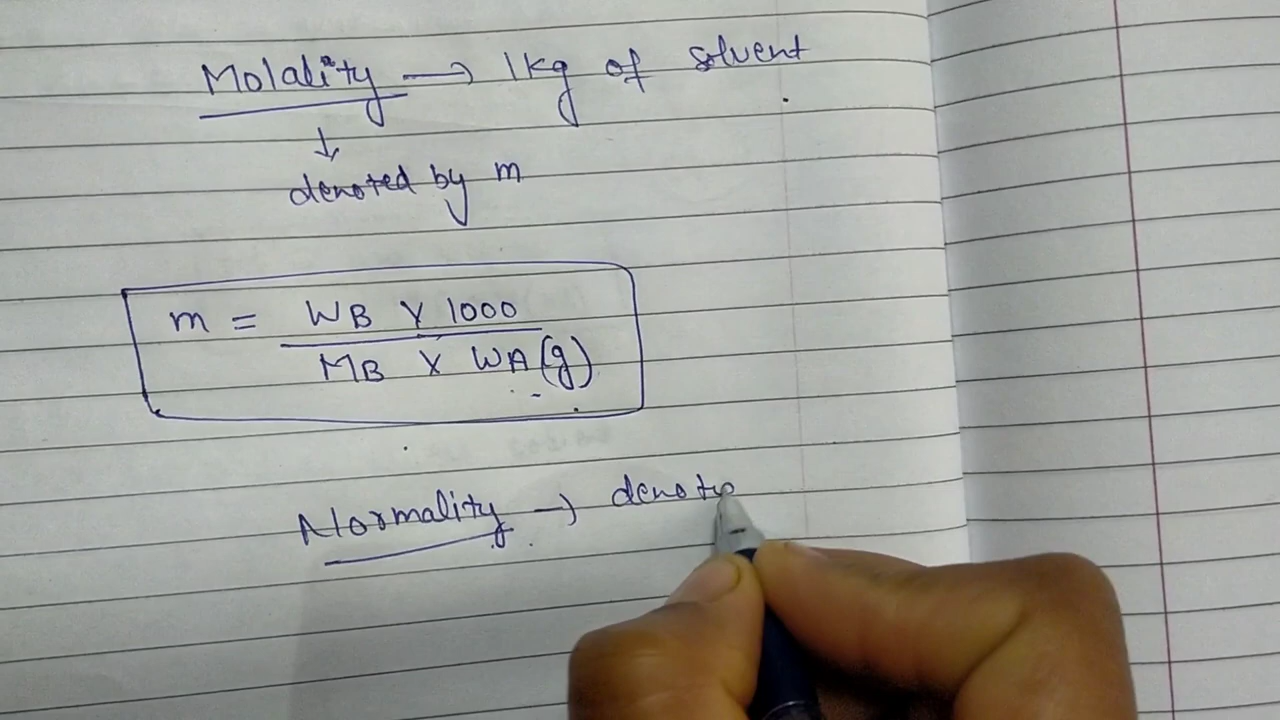 Molality → 1kg of solvent
↓
denoted by m
m = WB × 1000
MB × WA (g)
Normality → denote